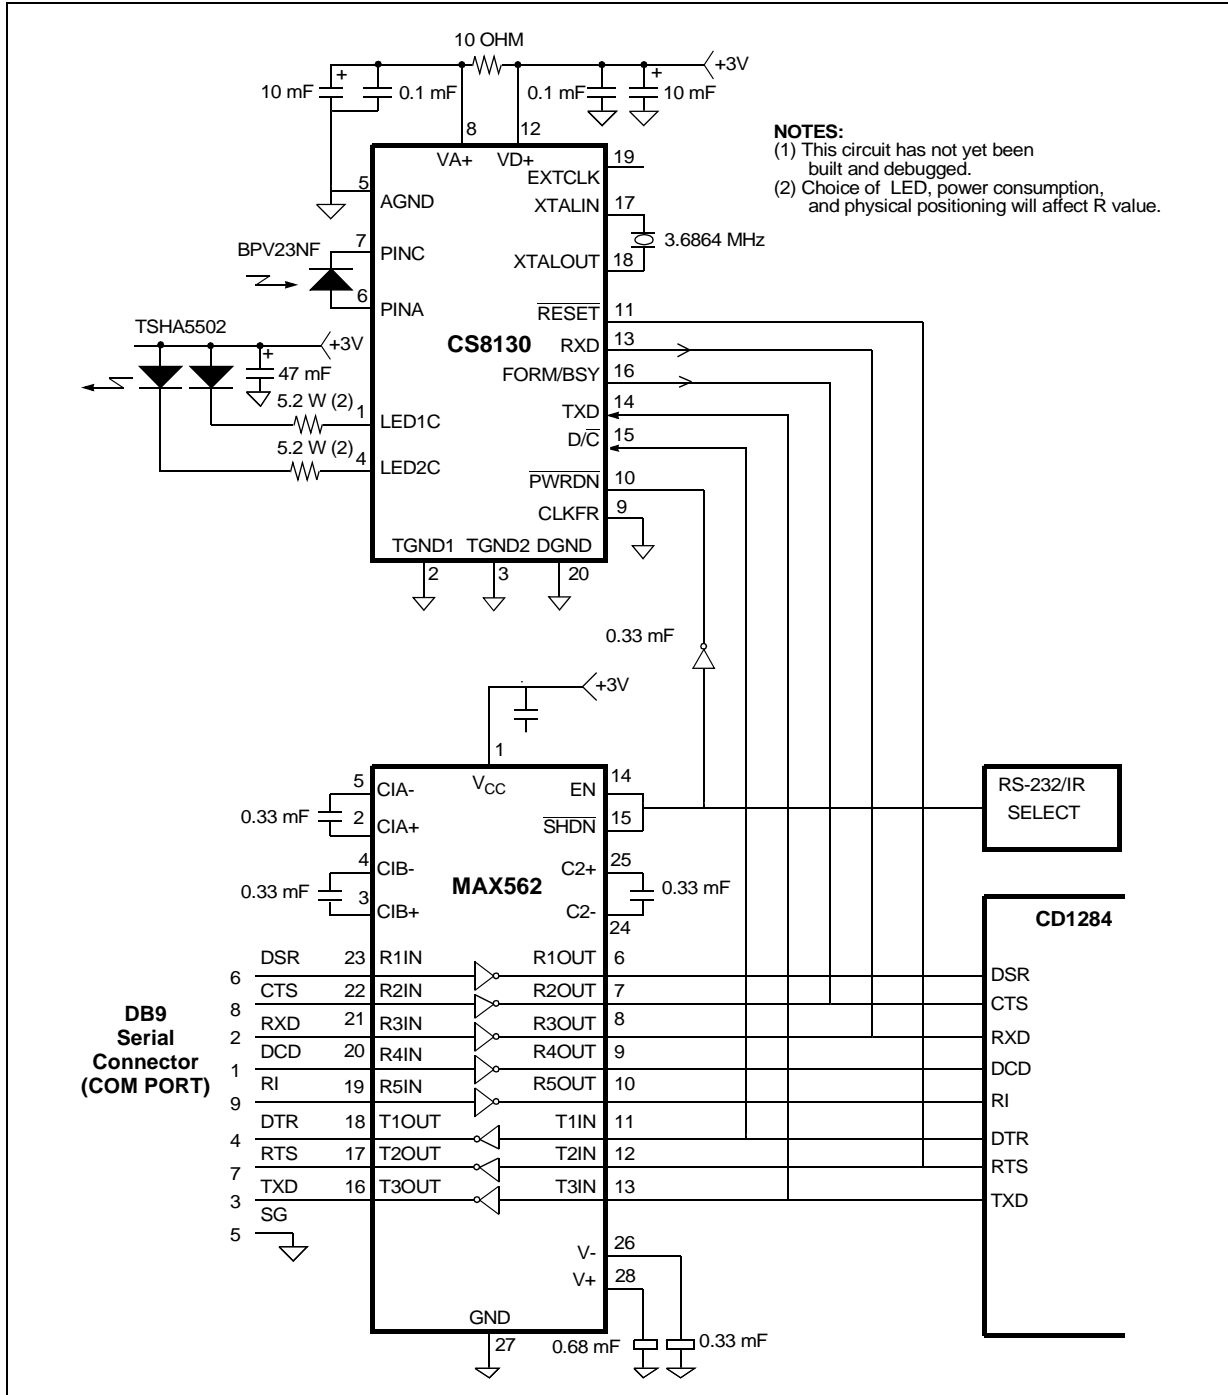 10 OHM
+3V
+
10 mF
0.1 mF
0.1 mF
+
10 mF
8
12
VA+
VD+
19
EXTCLK
NOTES:
(1) This circuit has not yet been
built and debugged.
(2) Choice of LED, power consumption,
and physical positioning will affect R value.
5
AGND
17
XTALIN
3.6864 MHz
18
XTALOUT
BPV23NF
7
PINC
6
PINA
11
RESET
TSHA5502
+3V
+
47 mF
CS8130
13
RXD
16
FORM/BSY
14
TXD
15
D/C
5.2 W (2)
1
LED1C
5.2 W (2)
4
LED2C
10
PWRDN
9
CLKFR
TGND1
TGND2
DGND
2
3
20
0.33 mF
+3V
1
VCC
5
CIA-
0.33 mF
2
CIA+
14
EN
15
SHDN
RS-232/IR
SELECT
4
CIB-
0.33 mF
3
CIB+
MAX562
25
C2+
0.33 mF
C2-
24
CD1284
DB9
Serial
Connector
(COM PORT)
6 DSR 23 R1IN R1OUT 6 DSR
8 CTS 22 R2IN R2OUT 7 CTS
2 RXD 21 R3IN R3OUT 8 RXD
1 DCD 20 R4IN R4OUT 9 DCD
9 RI 19 R5IN R5OUT 10 RI
4 DTR 18 T1OUT T1IN 11 DTR
7 RTS 17 T2OUT T2IN 12 RTS
3 TXD 16 T3OUT T3IN 13 TXD
5 SG
V- 26
V+ 28
GND
27
0.68 mF
0.33 mF